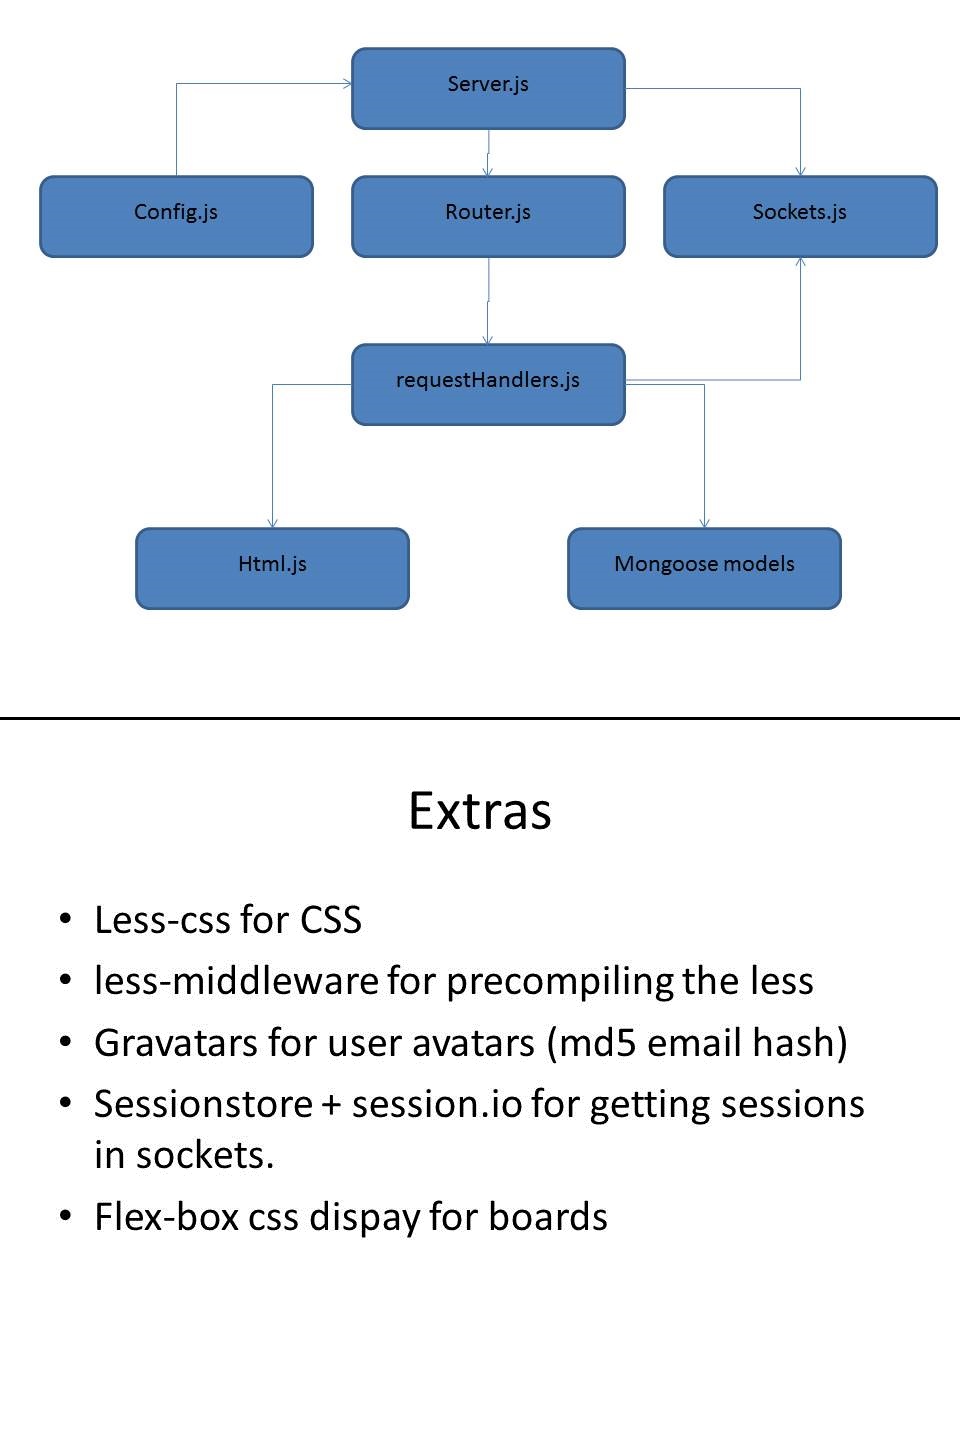 Server.js
Config.js
Router.js
Sockets.js
requestHandlers.js
Html.js
Mongoose models
Extras
• Less-css for CSS
• less-middleware for precompiling the less
• Gravatars for user avatars (md5 email hash)
• Sessionstore + session.io for getting sessions
in sockets.
• Flex-box css dispay for boards